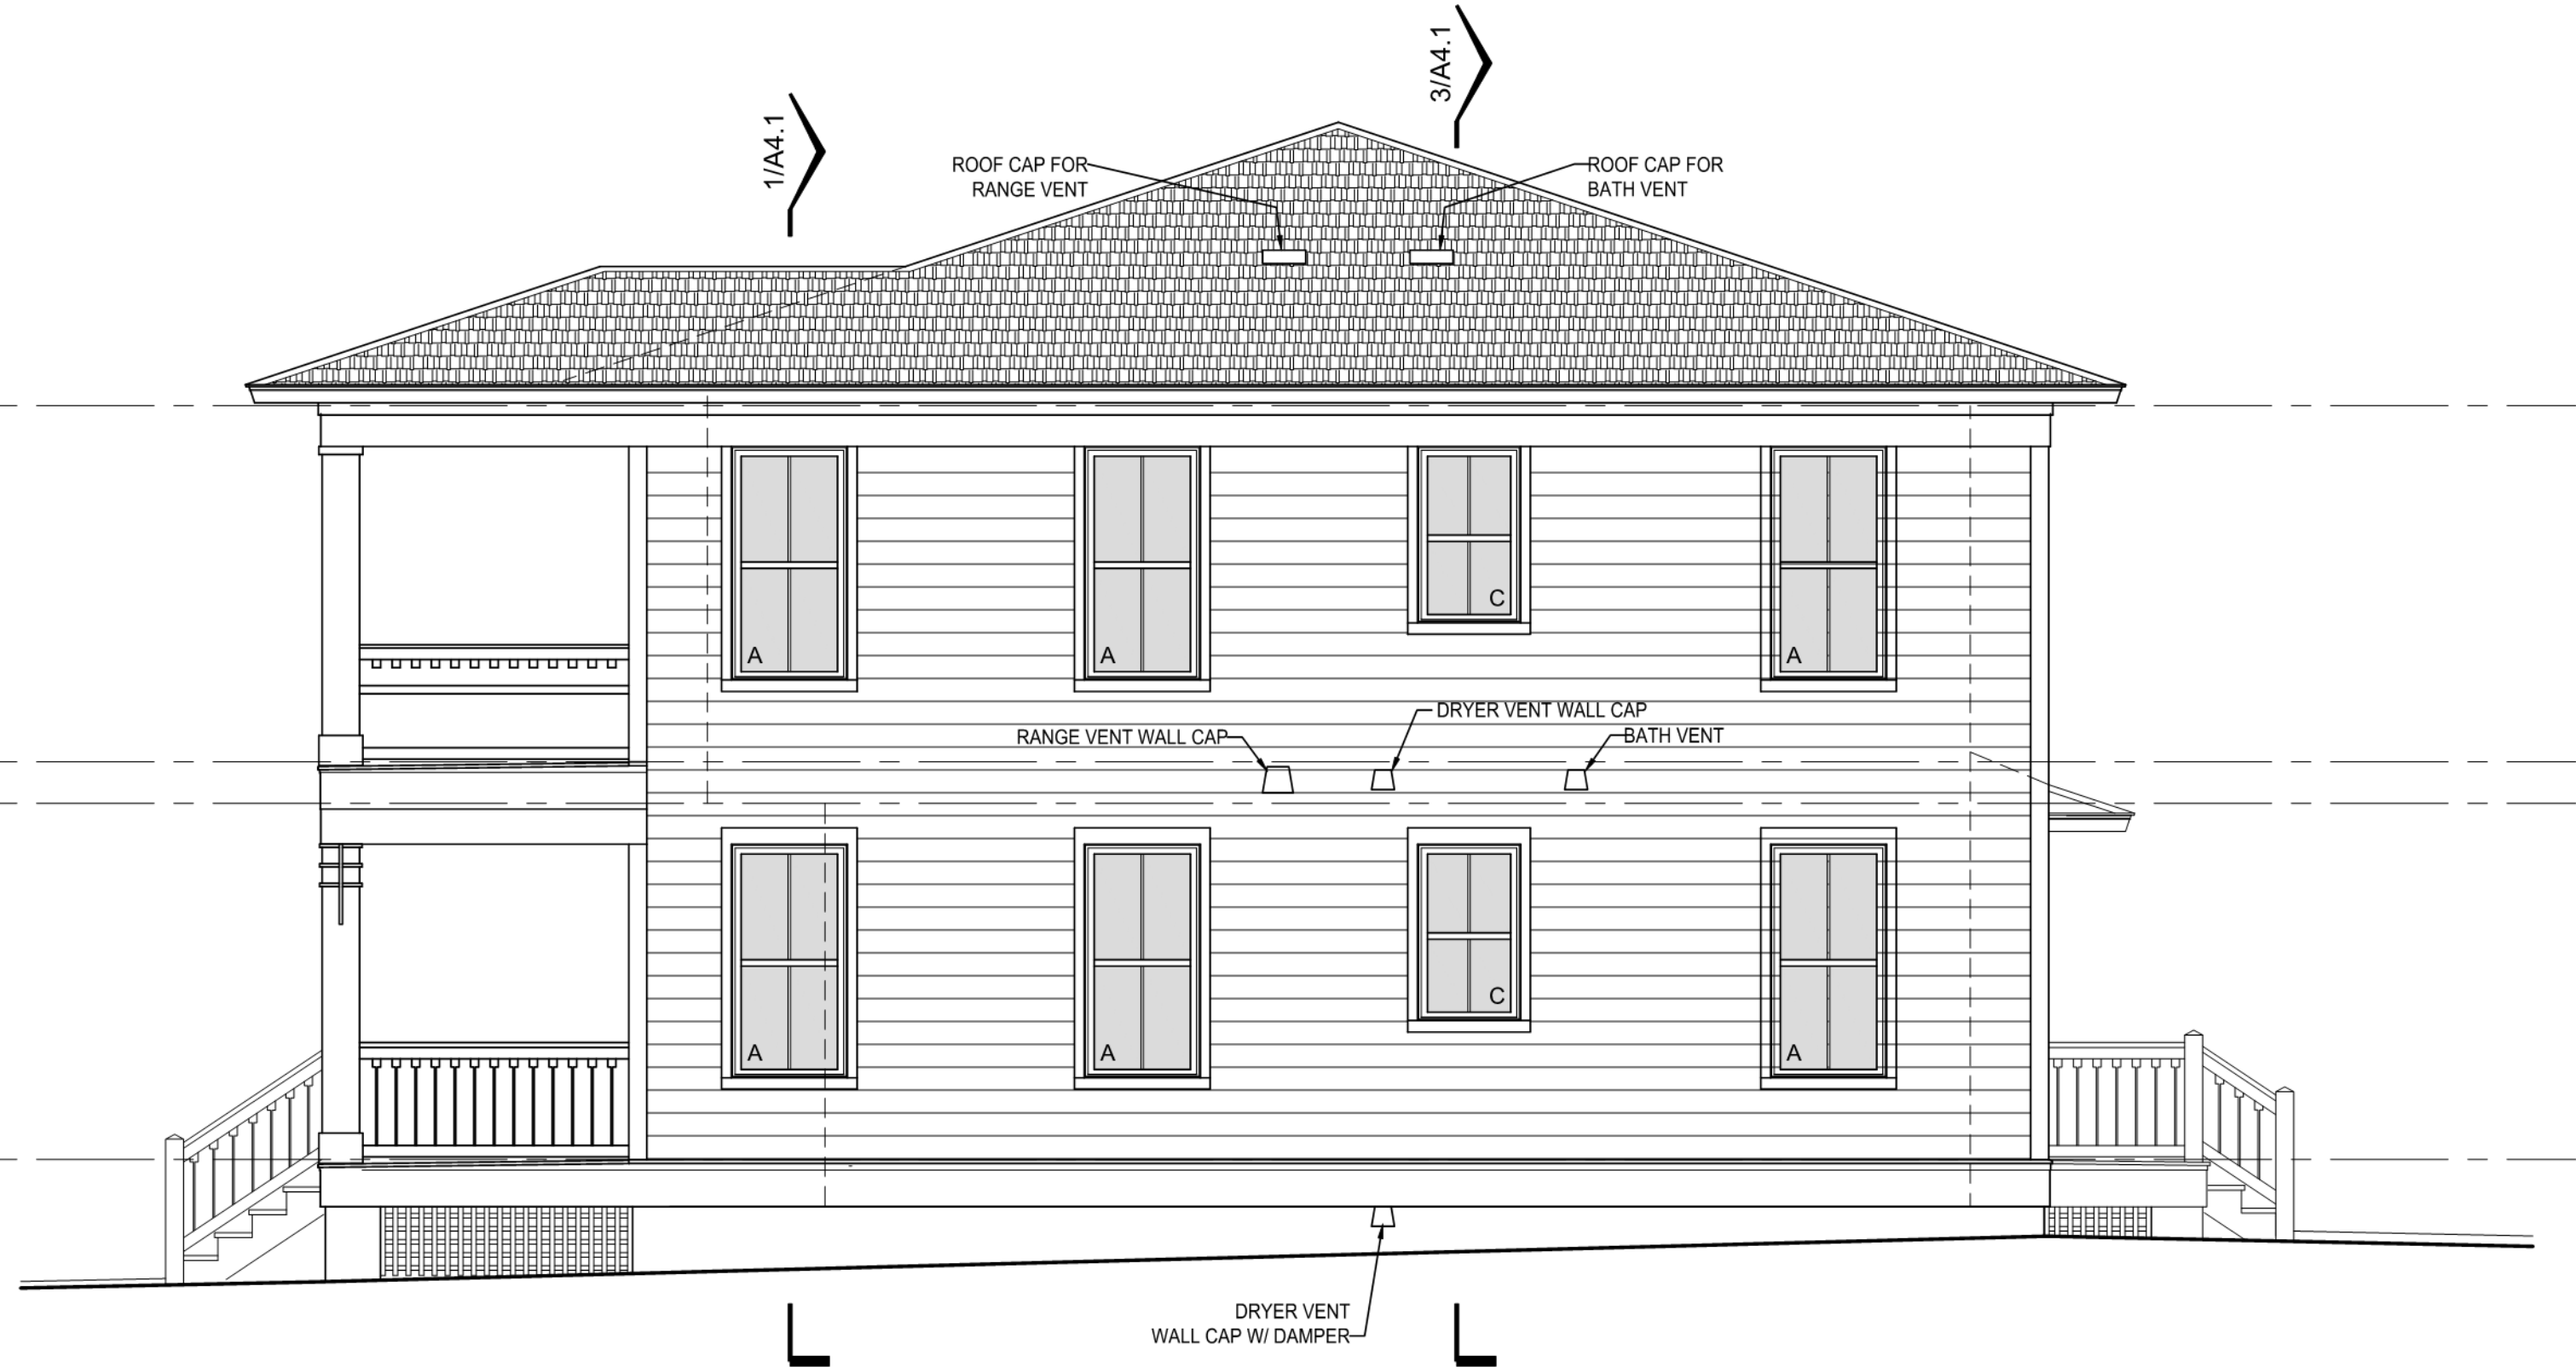 3/A4.1
1/A4.1
ROOF CAP FOR
RANGE VENT
ROOF CAP FOR
BATH VENT
C
A
A
A
DRYER VENT WALL CAP
RANGE VENT WALL CAP
BATH VENT
C
A
A
A
DRYER VENT
WALL CAP W/ DAMPER